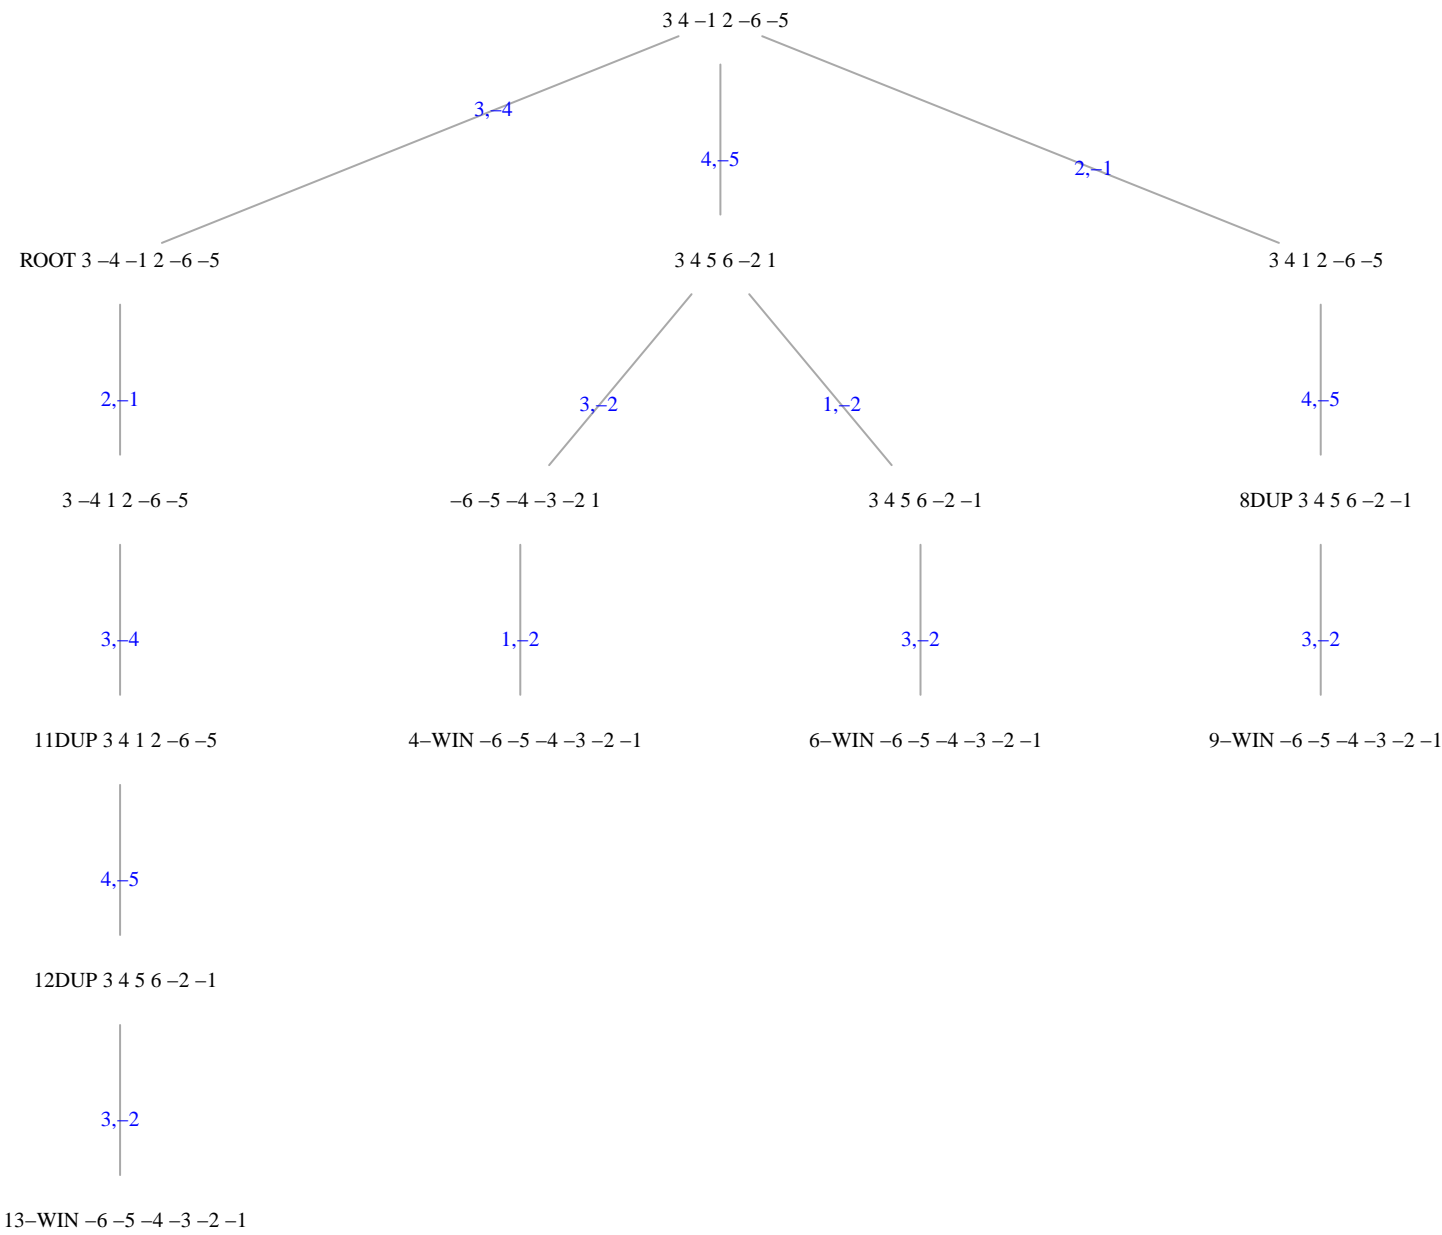 3 4 –1 2 –6 –5
3,–4
4,–5
2,–1
ROOT 3 –4 –1 2 –6 –5
3 4 5 6 –2 1
3 4 1 2 –6 –5
2,–1
3,–2
1,–2
4,–5
3 –4 1 2 –6 –5
–6 –5 –4 –3 –2 1
3 4 5 6 –2 –1
8DUP 3 4 5 6 –2 –1
3,–4
1,–2
3,–2
3,–2
11DUP 3 4 1 2 –6 –5
4–WIN –6 –5 –4 –3 –2 –1
6–WIN –6 –5 –4 –3 –2 –1
9–WIN –6 –5 –4 –3 –2 –1
4,–5
12DUP 3 4 5 6 –2 –1
3,–2
13–WIN –6 –5 –4 –3 –2 –1